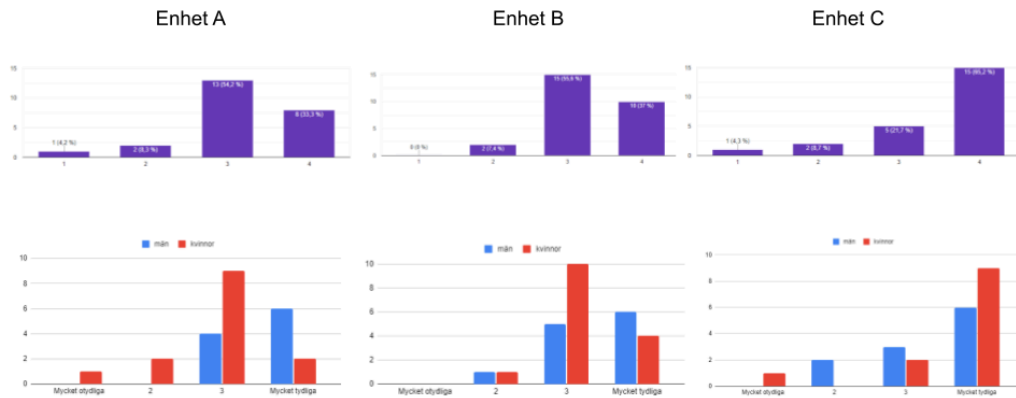 Enhet A
Enhet B
Enhet C
15
10
5
0
1 (4,2 %)
2 (8,3 %)
13 (54,2 %)
8 (33,3 %)
1
2
3
4
15
10
5
0
0 (0 %)
2 (7,4 %)
15 (55,6 %)
10 (37 %)
1
2
3
4
15
10
5
0
1 (4,3 %)
2 (8,7 %)
5 (21,7 %)
15 (65,2 %)
1
2
3
4
män kvinnor
10
8
6
4
2
0
Mycket otydliga 2 3 Mycket tydliga
män kvinnor
10
8
6
4
2
0
Mycket otydliga 2 3 Mycket tydliga
män kvinnor
10
8
6
4
2
0
Mycket otydliga 2 3 Mycket tydliga